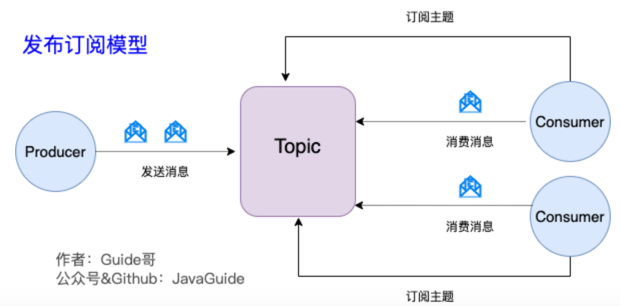 订阅主题
发布订阅模型
Producer
发送消息
Topic
消费消息
Consumer
消费消息
Consumer
作者：Guide哥
公众号&Github：JavaGuide
订阅主题